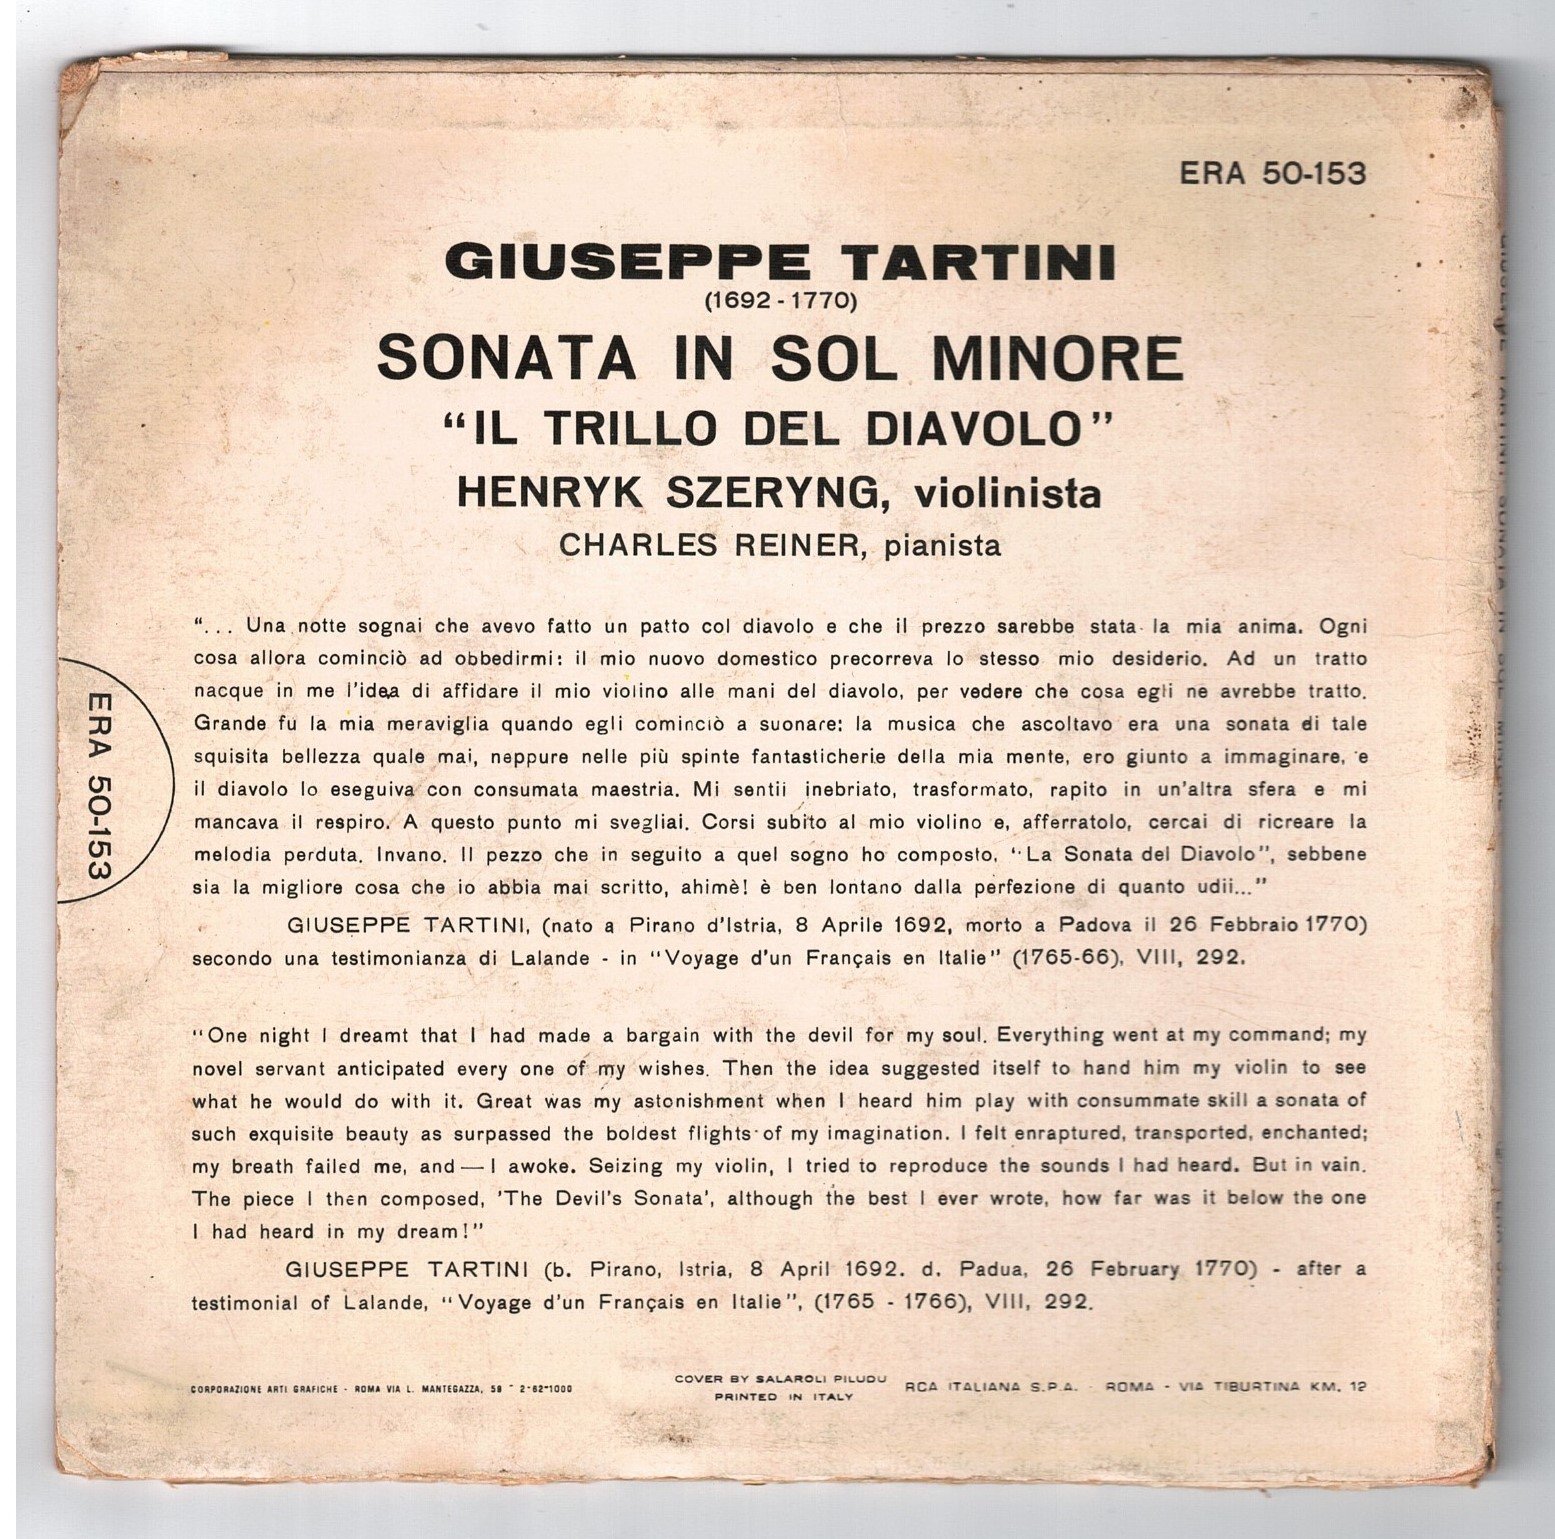 ERA 50-153
GIUSEPPE TARTINI
(1692 - 1770)
SONATA IN SOL MINORE
“IL TRILLO DEL DIAVOLO”
HENRYK SZERYNG, violinista
CHARLES REINER, pianista
“... Una notte sognai che avevo fatto un patto col diavolo e che il prezzo sarebbe stata la mia anima. Ogni
cosa allora cominciò ad obbedirmi: il mio nuovo domestico precorreva lo stesso mio desiderio. Ad un tratto
nacque in me l'idea di affidare il mio violino alle mani del diavolo, per vedere che cosa egli ne avrebbe tratto.
Grande fu la mia meraviglia quando egli cominciò a suonare: la musica che ascoltavo era una sonata di tale
squisita bellezza quale mai, neppure nelle più spinte fantasticherie della mia mente, ero giunto a immaginare, e
il diavolo lo eseguiva con consumata maestria. Mi sentii inebriato, trasformato, rapito in un'altra sfera e mi
mancava il respiro. A questo punto mi svegliai. Corsi subito al mio violino e, afferratolo, cercai di ricreare la
melodia perduta. Invano. Il pezzo che in seguito a quel sogno ho composto, “La Sonata del Diavolo”, sebbene
sia la migliore cosa che io abbia mai scritto, ahimè! è ben lontano dalla perfezione di quanto udii...”
GIUSEPPE TARTINI, (nato a Pirano d'Istria, 8 Aprile 1692, morto a Padova il 26 Febbraio 1770)
secondo una testimonianza di Lalande - in “Voyage d'un Français en Italie” (1765-66), VIII, 292.
ERA 50-153
“One night I dreamt that I had made a bargain with the devil for my soul. Everything went at my command; my
novel servant anticipated every one of my wishes. Then the idea suggested itself to hand him my violin to see
what he would do with it. Great was my astonishment when I heard him play with consummate skill a sonata of
such exquisite beauty as surpassed the boldest flights of my imagination. I felt enraptured, transported, enchanted;
my breath failed me, and — I awoke. Seizing my violin, I tried to reproduce the sounds I had heard. But in vain.
The piece I then composed, 'The Devil's Sonata', although the best I ever wrote, how far was it below the one
I had heard in my dream!”
GIUSEPPE TARTINI (b. Pirano, Istria, 8 April 1692. d. Padua, 26 February 1770) - after a
testimonial of Lalande, “Voyage d'un Français en Italie”, (1765 - 1766), VIII, 292.
CORPORAZIONE ARTI GRAFICHE - ROMA VIA L. MANTEGAZZA, 58 - 2-62-1000
COVER BY SALAROLI PILUDU
PRINTED IN ITALY
RCA ITALIANA S.P.A. ROMA - VIA TIBURTINA KM. 12